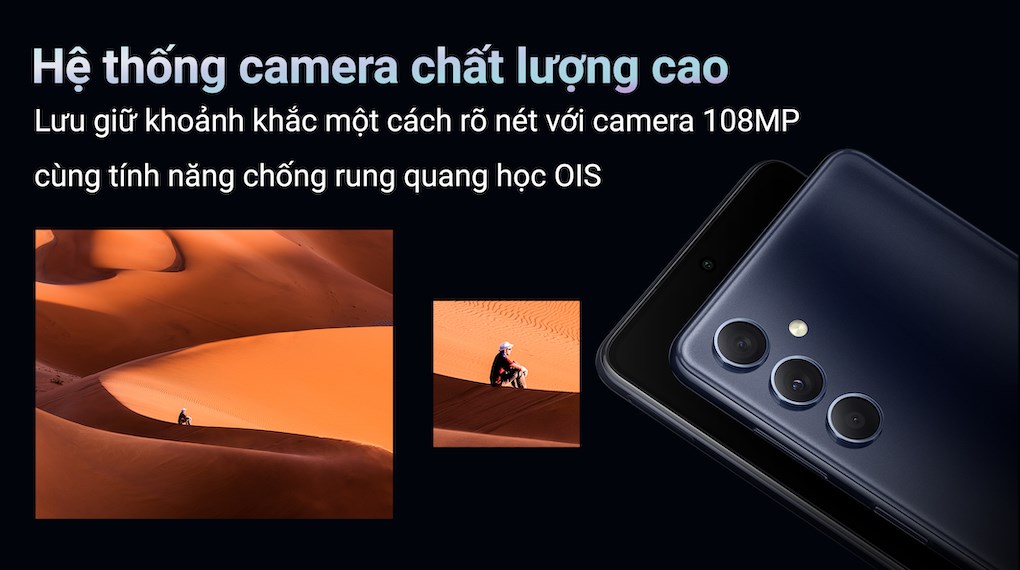 Hệ thống camera chất lượng cao
Lưu giữ khoảnh khắc một cách rõ nét với camera 108MP
cùng tính năng chống rung quang học OIS